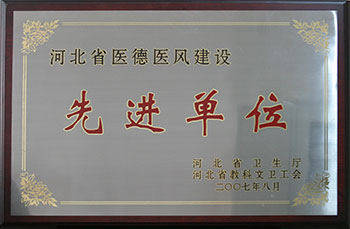 河北省医德医风建设
先进单位
河北省卫生厅
河北省教科文卫工会
二〇〇七年八月